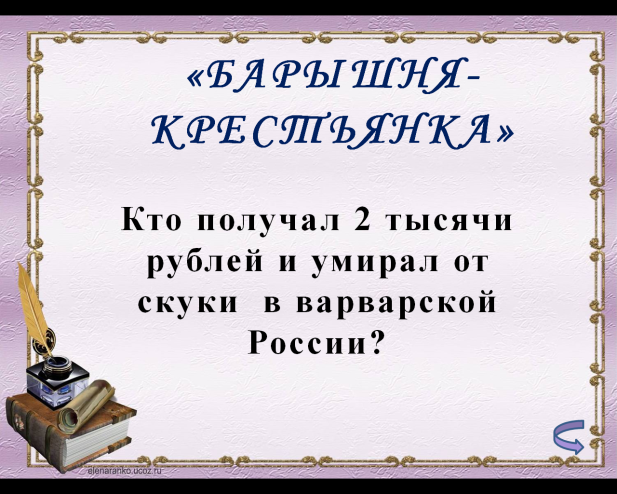 «БАРЫШНЯ-
КРЕСТЬЯНКА»
Кто получал 2 тысячи
рублей и умирал от
скуки в варварской
России?
elenaranko.ucoz.ru